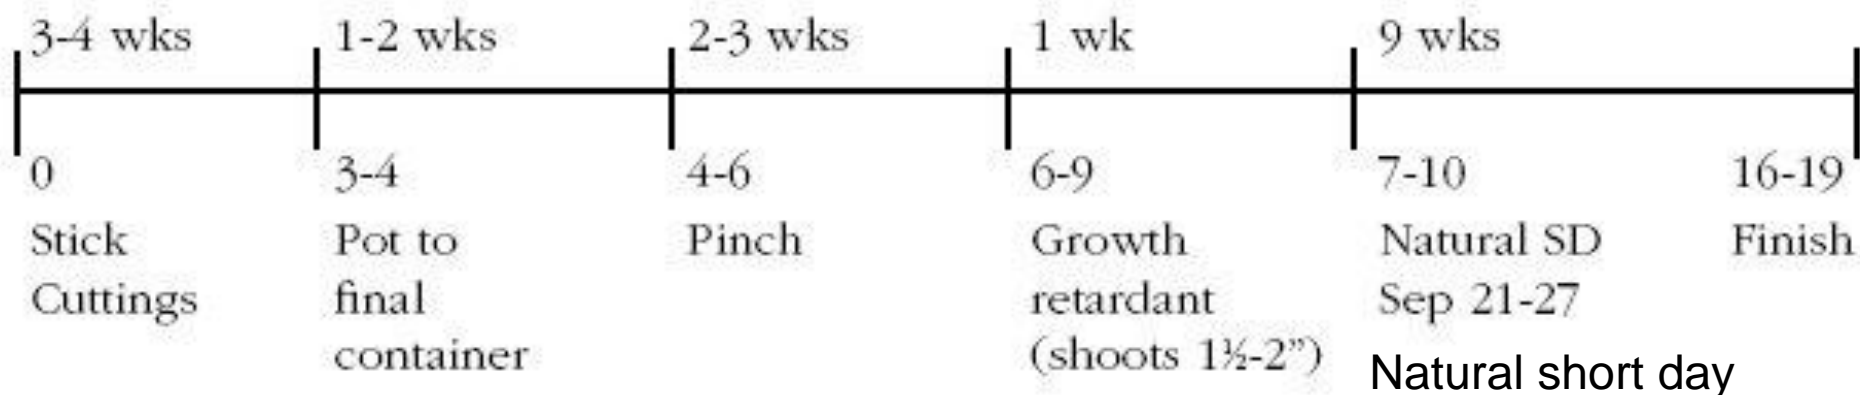 3-4 wks 1-2 wks 2-3 wks 1 wk 9 wks
0 3-4 4-6 6-9 7-10 16-19
Stick Pot to Pinch Growth Natural SD Finish
Cuttings final retardant Sep 21-27
container (shoots 1½-2”)
Natural short day